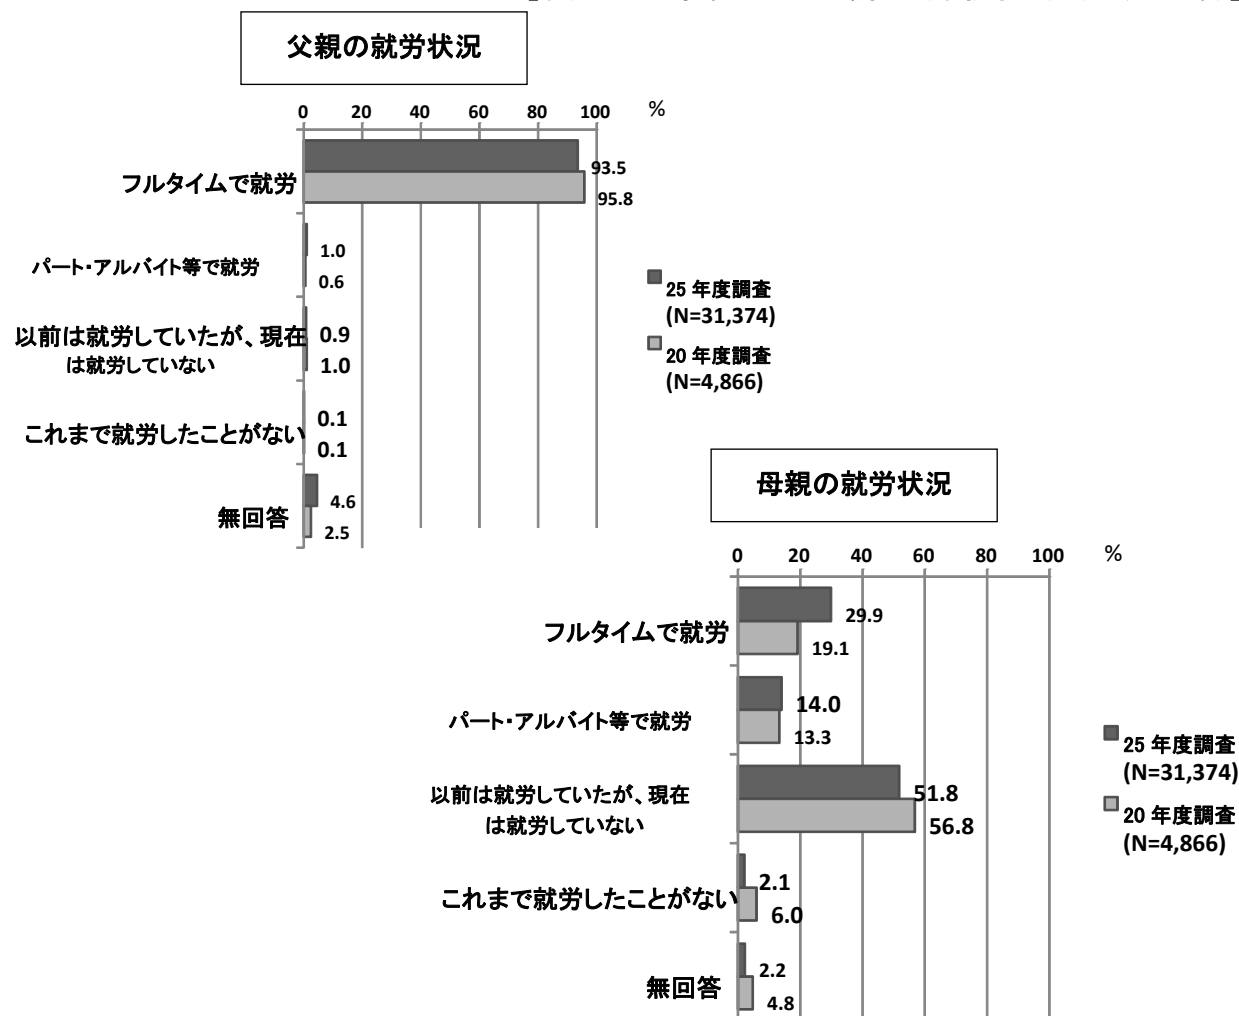 父親の就労状況
0 20 40 60 80 100 %
フルタイムで就労
93.5
95.8
パート・アルバイト等で就労
1.0
0.6
以前は就労していたが、現在
は就労していない
0.9
1.0
これまで就労したことがない
0.1
0.1
無回答
4.6
2.5
25 年度調査
(N=31,374)
20 年度調査
(N=4,866)
母親の就労状況
0 20 40 60 80 100 %
フルタイムで就労
29.9
19.1
パート・アルバイト等で就労
14.0
13.3
以前は就労していたが、現在
は就労していない
51.8
56.8
これまで就労したことがない
2.1
6.0
無回答
2.2
4.8
25 年度調査
(N=31,374)
20 年度調査
(N=4,866)